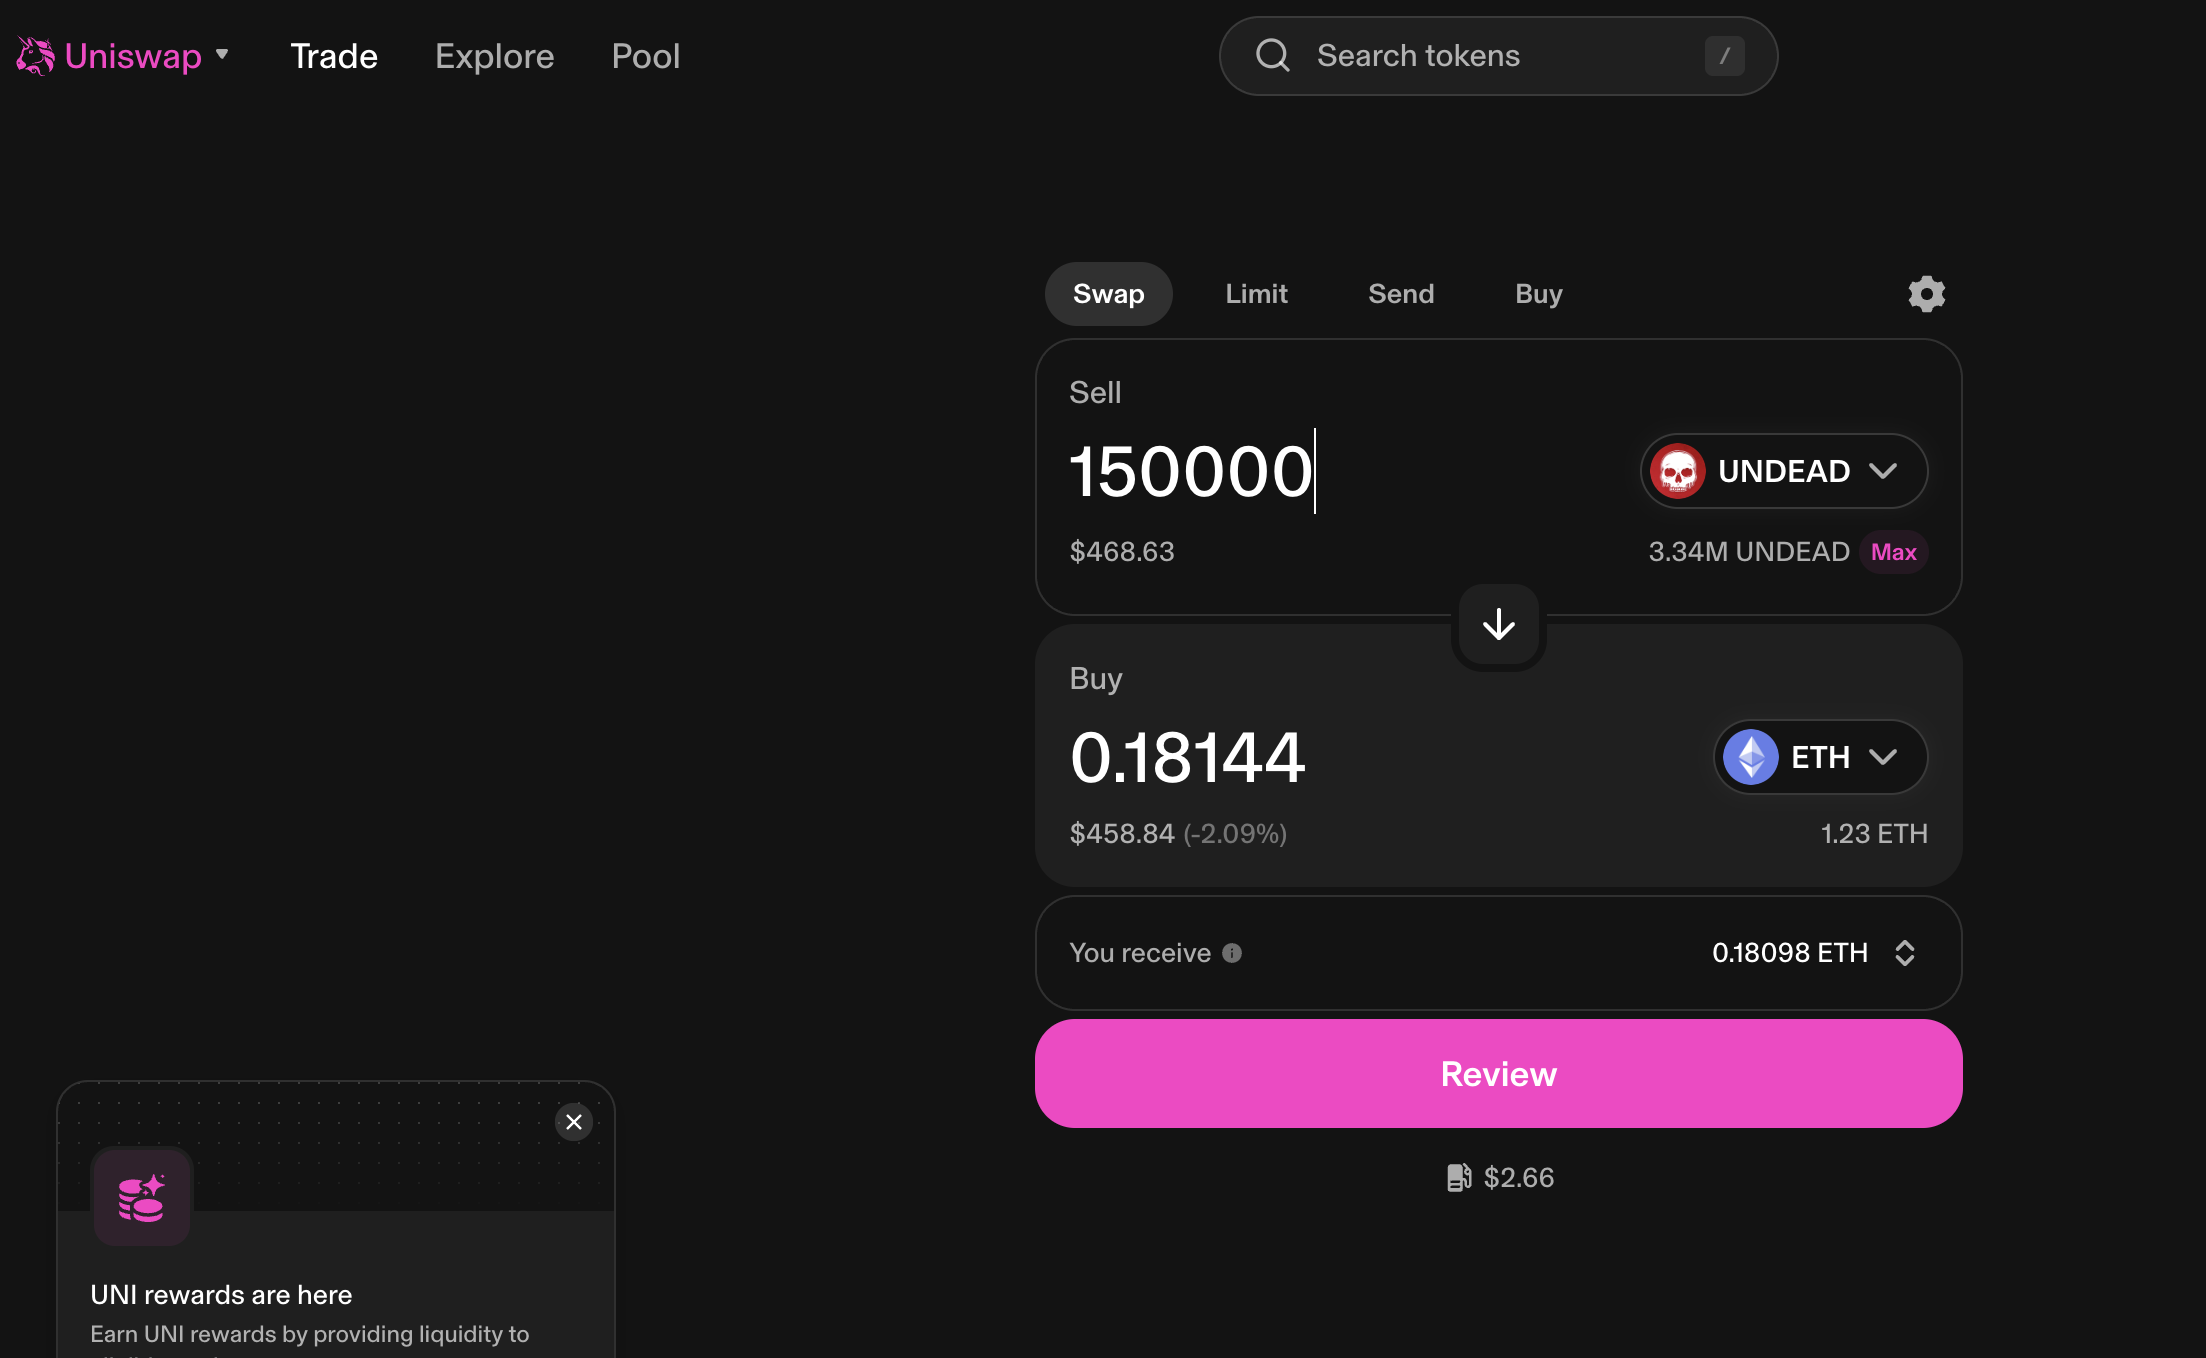 Uniswap Trade Explore Pool Search tokens /
Swap Limit Send Buy
Sell
150000 UNDEAD
$468.63 3.34M UNDEAD Max
Buy
0.18144 ETH
$458.84 (-2.09%) 1.23 ETH
You receive 0.18098 ETH
Review
$2.66
UNI rewards are here
Earn UNI rewards by providing liquidity to